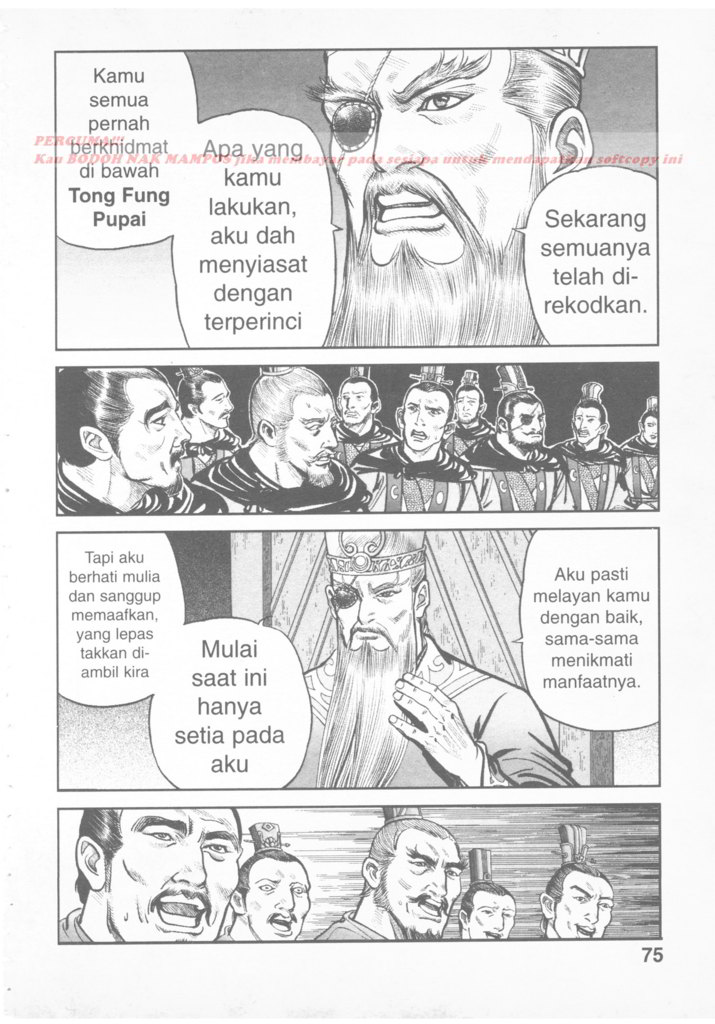 Kamu
semua
pernah
berkhidmat
di bawah
Tong Fung
Pupai
PERCUMA!!!
Kau BODOH NAK MAMPOS jika membayar pada sesiapa untuk mendapatkan softcopy ini
Apa yang
kamu
lakukan,
aku dah
menyiasat
dengan
terperinci
Sekarang
semuanya
telah di-
rekodkan.
Tapi aku
berhati mulia
dan sanggup
memaafkan,
yang lepas
takkan di-
ambil kira
Mulai
saat ini
hanya
setia pada
aku
Aku pasti
melayan kamu
dengan baik,
sama-sama
menikmati
manfaatnya.
75